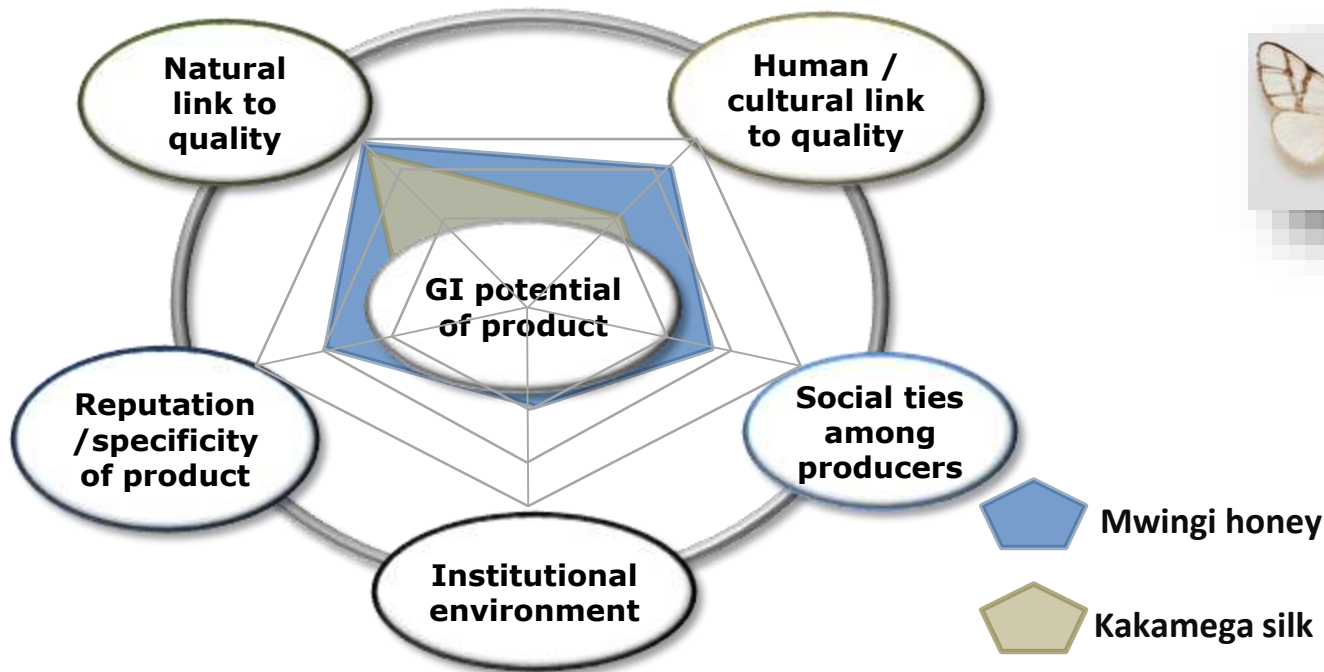 Natural
link to
quality
Human /
cultural link
to quality
GI potential
of product
Reputation
/specificity
of product
Social ties
among
producers
Institutional
environment
Mwingi honey
Kakamega silk